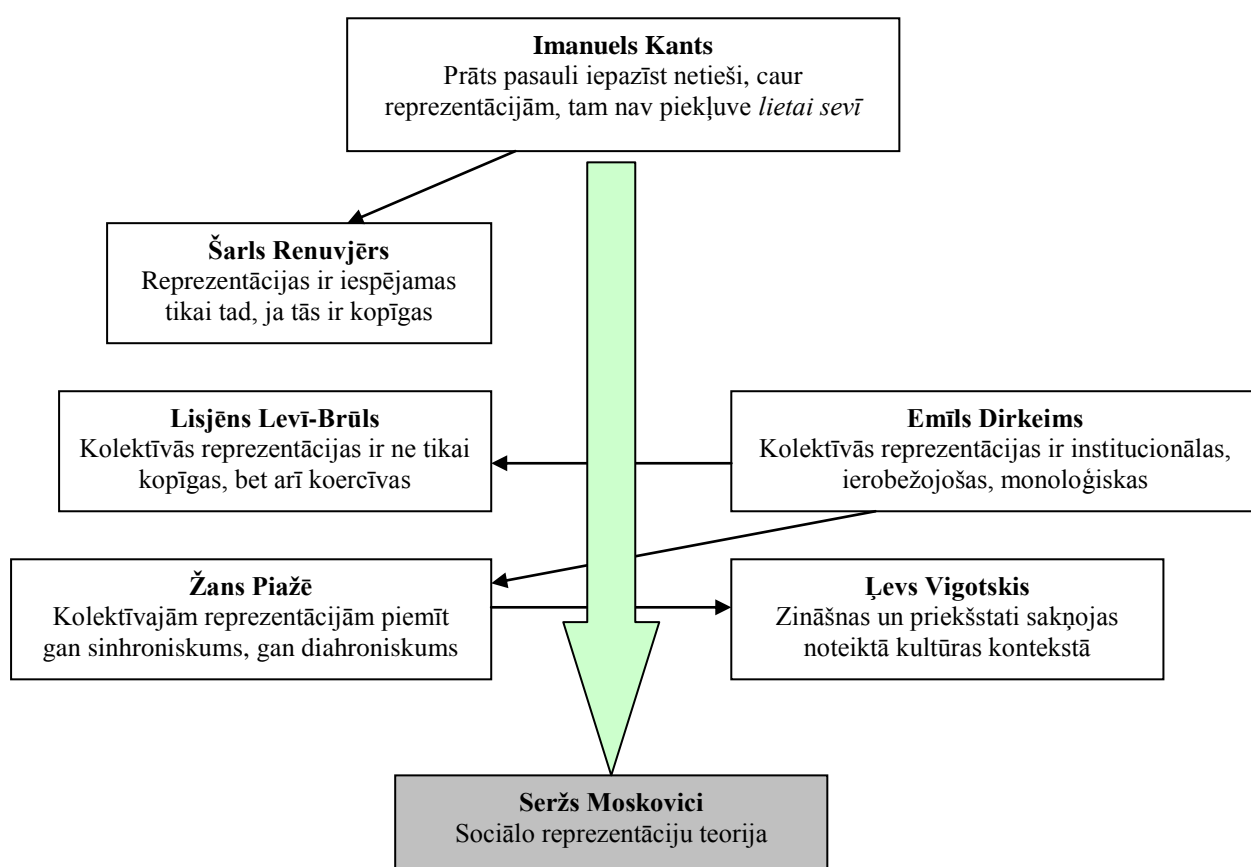 Imanuels Kants
Prāts pasauli iepazīst netieši, caur
reprezentācijām, tam nav piekļuve lietai sevī
Šarls Renuvjērs
Reprezentācijas ir iespējamas
tikai tad, ja tās ir kopīgas
Lisjēns Levī-Brūls
Kolektīvās reprezentācijas ir ne tikai
kopīgas, bet arī koercīvas
Emīls Dirkeims
Kolektīvās reprezentācijas ir institucionālas,
ierobežojošas, monoloģiskas
Žans Piažē
Kolektīvajām reprezentācijām piemīt
gan sinhroniskums, gan diahroniskums
Ļevs Vigotskis
Zināšnas un priekšstati sakņojas
noteiktā kultūras kontekstā
Seržs Moskovici
Sociālo reprezentāciju teorija